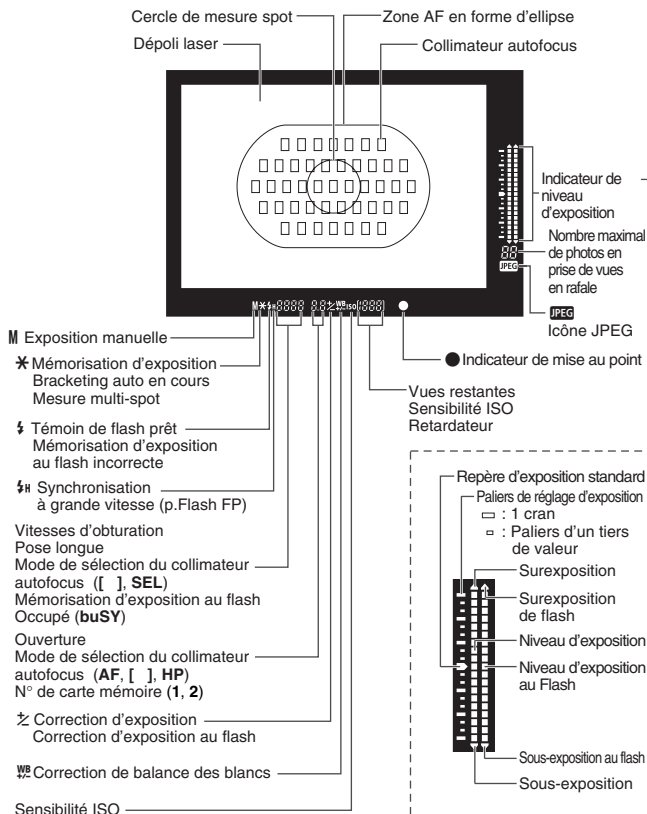 Cercle de mesure spot
Zone AF en forme d'ellipse
Dépoli laser
Collimateur autofocus
Indicateur de
niveau
d'exposition
Nombre maximal
de photos en
prise de vues
en rafale
JPEG
JPEG
Icône JPEG
M Exposition manuelle
Indicateur de mise au point
Mémorisation d'exposition
Bracketing auto en cours
Mesure multi-spot
Vues restantes
Sensibilité ISO
Retardateur
Témoin de flash prêt
Mémorisation d'exposition
au flash incorrecte
H Synchronisation
à grande vitesse (p.Flash FP)
Vitesses d'obturation
Pose longue
Mode de sélection du collimateur
autofocus ([ ], SEL)
Mémorisation d'exposition au flash
Occupé (buSY)
Ouverture
Mode de sélection du collimateur
autofocus (AF, [ ], HP)
N° de carte mémoire (1, 2)
Correction d'exposition
Correction d'exposition au flash
WB Correction de balance des blancs
Sensibilité ISO
Repère d'exposition standard
Paliers de réglage d'exposition
: 1 cran
: Paliers d'un tiers
de valeur
Surexposition
Surexposition
de flash
Niveau d'exposition
Niveau d'exposition
au Flash
Sous-exposition au flash
Sous-exposition